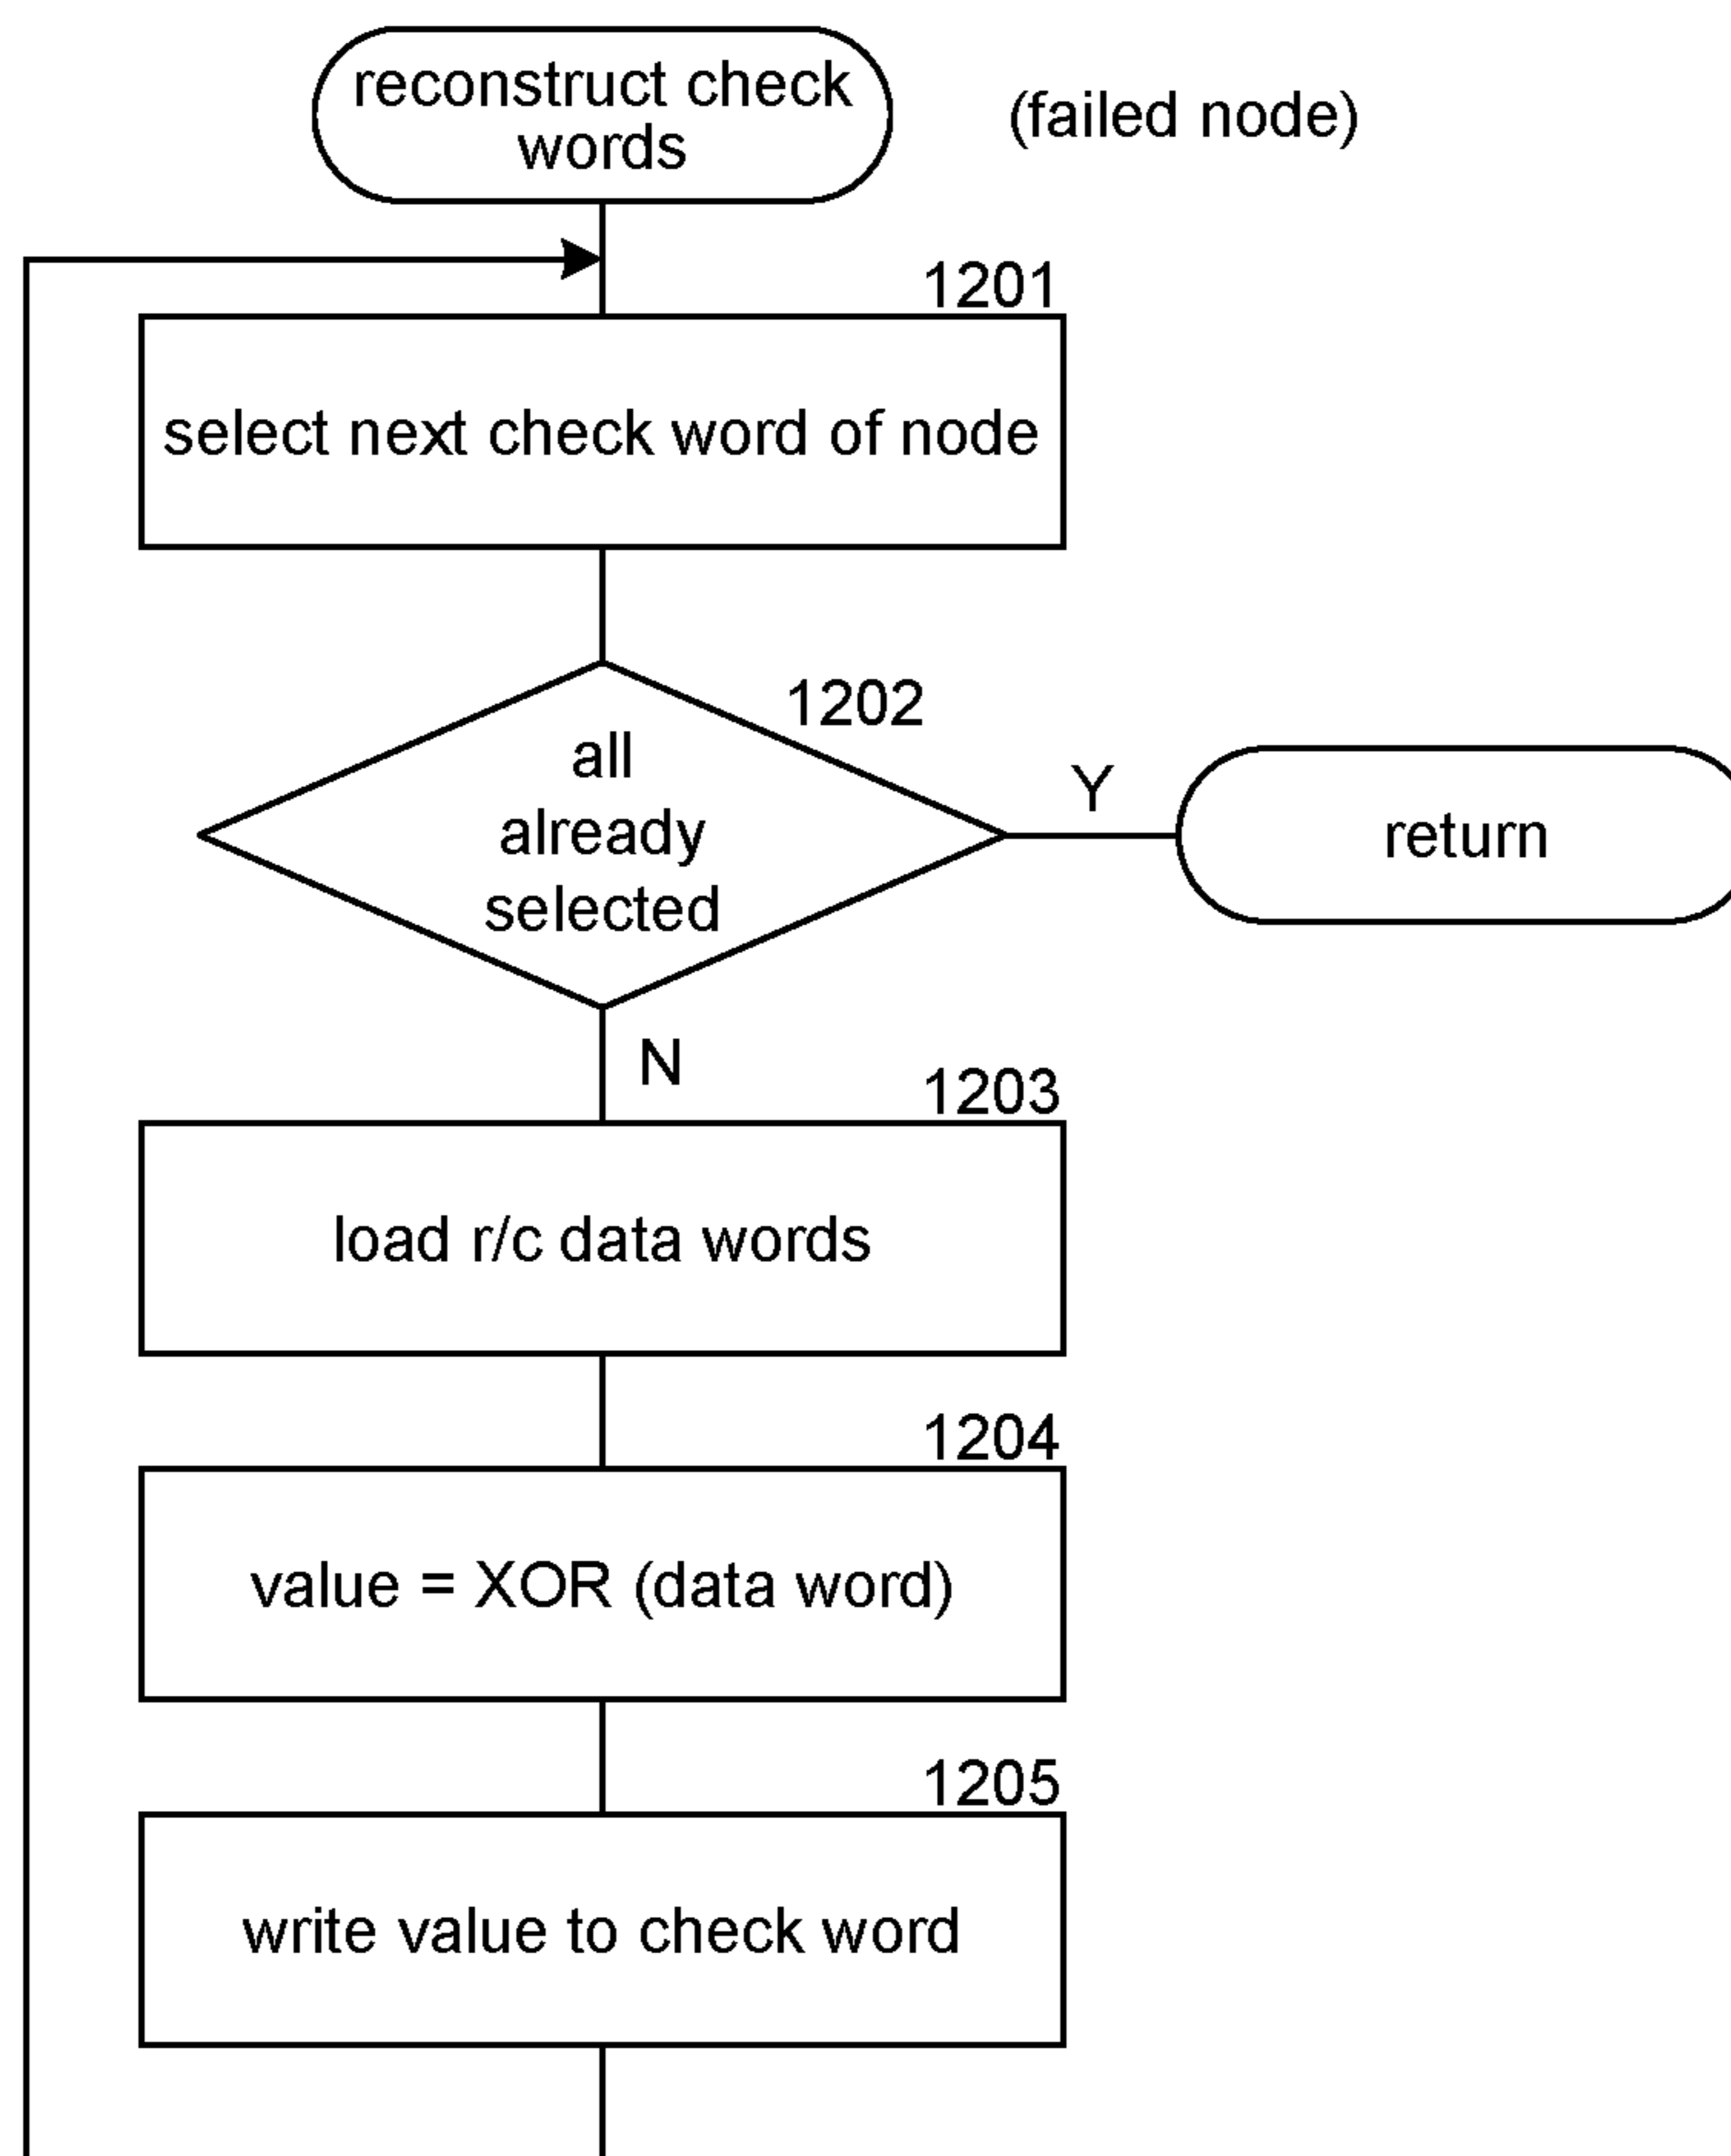 reconstruct check
words
(failed node)
1201
select next check word of node
1202
all
already
selected
Y
return
N
1203
load r/c data words
1204
value = XOR (data word)
1205
write value to check word